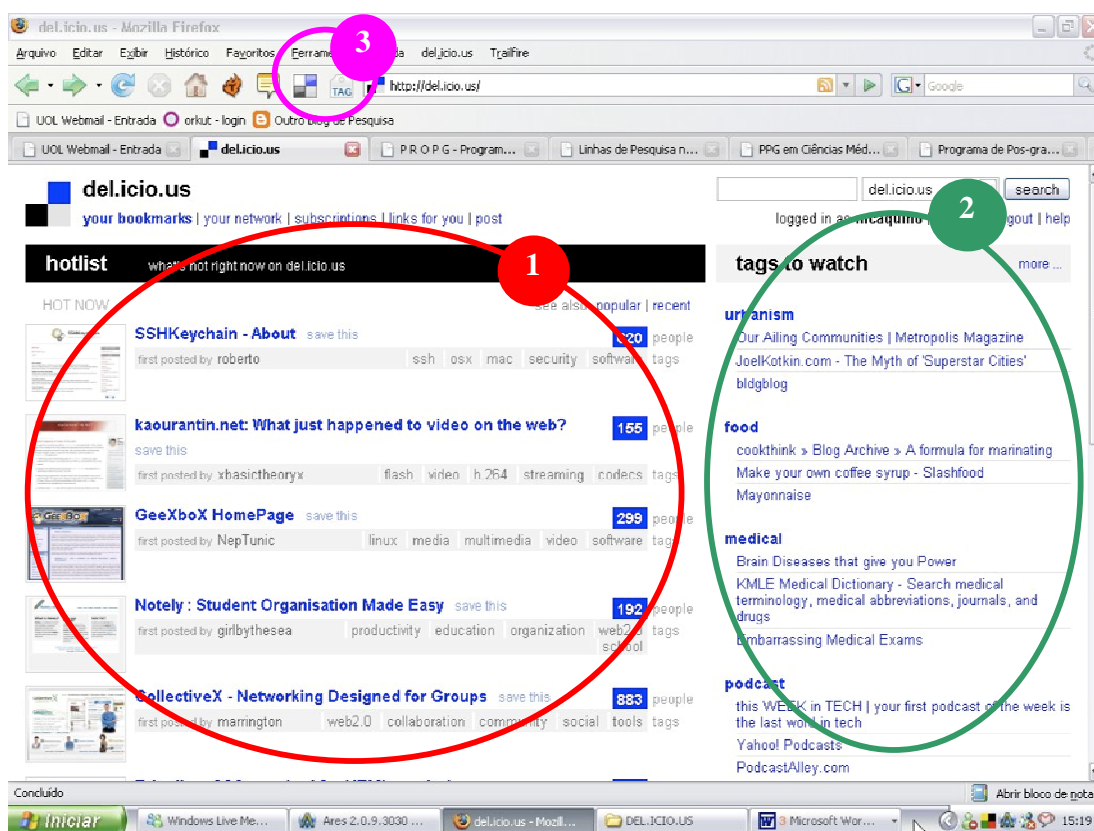 del.icio.us - Mozilla Firefox
Arquivo Editar Exibir Histórico Favoritos Ferrame da del.icio.us Trailfire
3
TAG http://del.icio.us/ G Google
UOL Webmail - Entrada orkut - login Outro Blog de Pesquisa
UOL Webmail - Entrada del.icio.us P R O P G - Program... Linhas de Pesquisa n... PPG em Ciências Méd... Programa de Pos-gra...
del.icio.us
del.icio.us search
your bookmarks | your network | subscriptions | links for you | post
logged in as gout | help
2
hotlist what's hot right now on del.icio.us
1
tags to watch more ...
HOT NOW see also: popular | recent
SSHKeychain - About save this people
first posted by roberto ssh osx mac security software tags
kaourantin.net: What just happened to video on the web? 155 people
save this
first posted by xbasictheoryx flash video h.264 streaming codecs tags
GeeXboX HomePage save this 299 people
first posted by NepTunic linux media multimedia video software tags
Notely : Student Organisation Made Easy save this 192 people
first posted by girlbythesea productivity education organization web2.0 tags
school
CollectiveX - Networking Designed for Groups save this 883 people
first posted by marrington web2.0 collaboration community social tools tags
urbanism
Our Ailing Communities | Metropolis Magazine
JoelKotkin.com - The Myth of 'Superstar Cities'
bldgblog
food
cookthink » Blog Archive » A formula for marinating
Make your own coffee syrup - Slashfood
Mayonnaise
medical
Brain Diseases that give you Power
KMLE Medical Dictionary - Search medical
terminology, medical abbreviations, journals, and
drugs
Embarrassing Medical Exams
podcast
this WEEK in TECH | your first podcast of the week is
the last word in tech
Yahoo! Podcasts
PodcastAlley.com
Concluído Abrir bloco de nota
Iniciar Windows Live Me... Ares 2.0.9.3030 ... del.icio.us - Mozill... DEL.ICIO.US 3 Microsoft Wor... 15:19